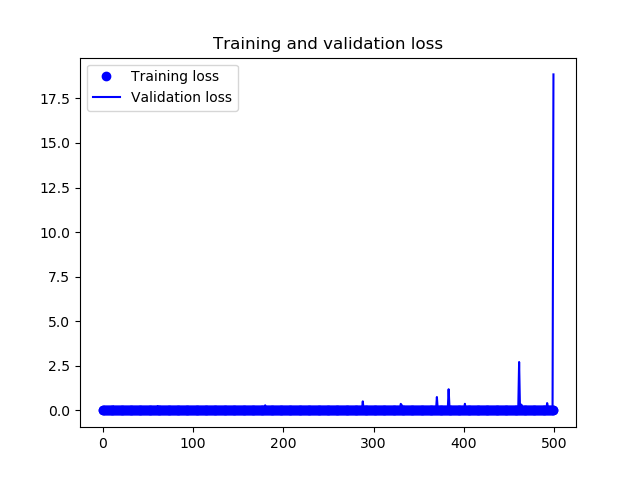 Training and validation loss
Training loss
Validation loss
17.5
15.0
12.5
10.0
7.5
5.0
2.5
0.0
0 100 200 300 400 500